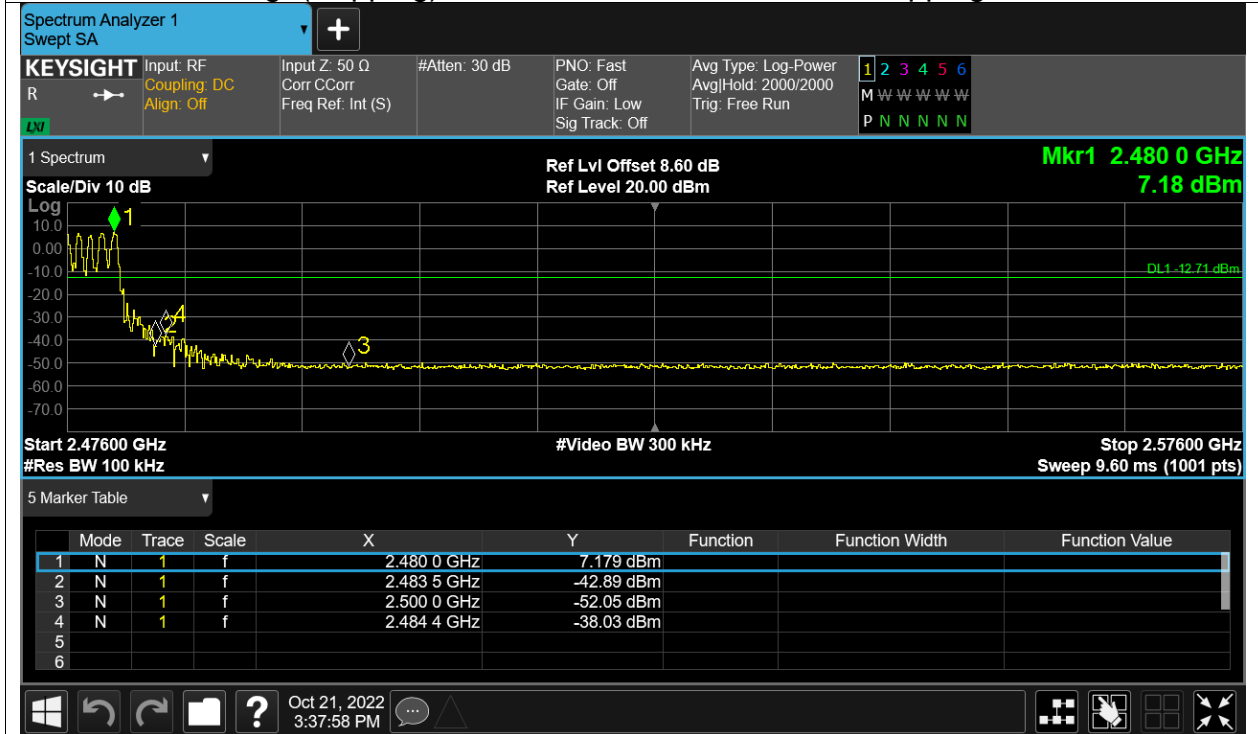 Spectrum Analyzer 1
Swept SA
KEYSIGHT
R
LXI
Input: RF
Coupling: DC
Align: Off
Input Z: 50 Ω
Corr CCorr
Freq Ref: Int (S)
#Atten: 30 dB
PNO: Fast
Gate: Off
IF Gain: Low
Sig Track: Off
Avg Type: Log-Power
Avg|Hold: 2000/2000
Trig: Free Run
1 2 3 4 5 6
M W W W W W
P N N N N N
1 Spectrum
Scale/Div 10 dB
Ref Lvl Offset 8.60 dB
Ref Level 20.00 dBm
Mkr1 2.480 0 GHz
7.18 dBm
Log
10.0
0.00
-10.0
-20.0
-30.0
-40.0
-50.0
-60.0
-70.0
1
2
4
3
DL1 -12.71 dBm
Start 2.47600 GHz
#Res BW 100 kHz
#Video BW 300 kHz
Stop 2.57600 GHz
Sweep 9.60 ms (1001 pts)
5 Marker Table
Mode Trace Scale X Y Function Function Width Function Value
1 N 1 f 2.480 0 GHz 7.179 dBm
2 N 1 f 2.483 5 GHz -42.89 dBm
3 N 1 f 2.500 0 GHz -52.05 dBm
4 N 1 f 2.484 4 GHz -38.03 dBm
5
6
?
Oct 21, 2022
3:37:58 PM